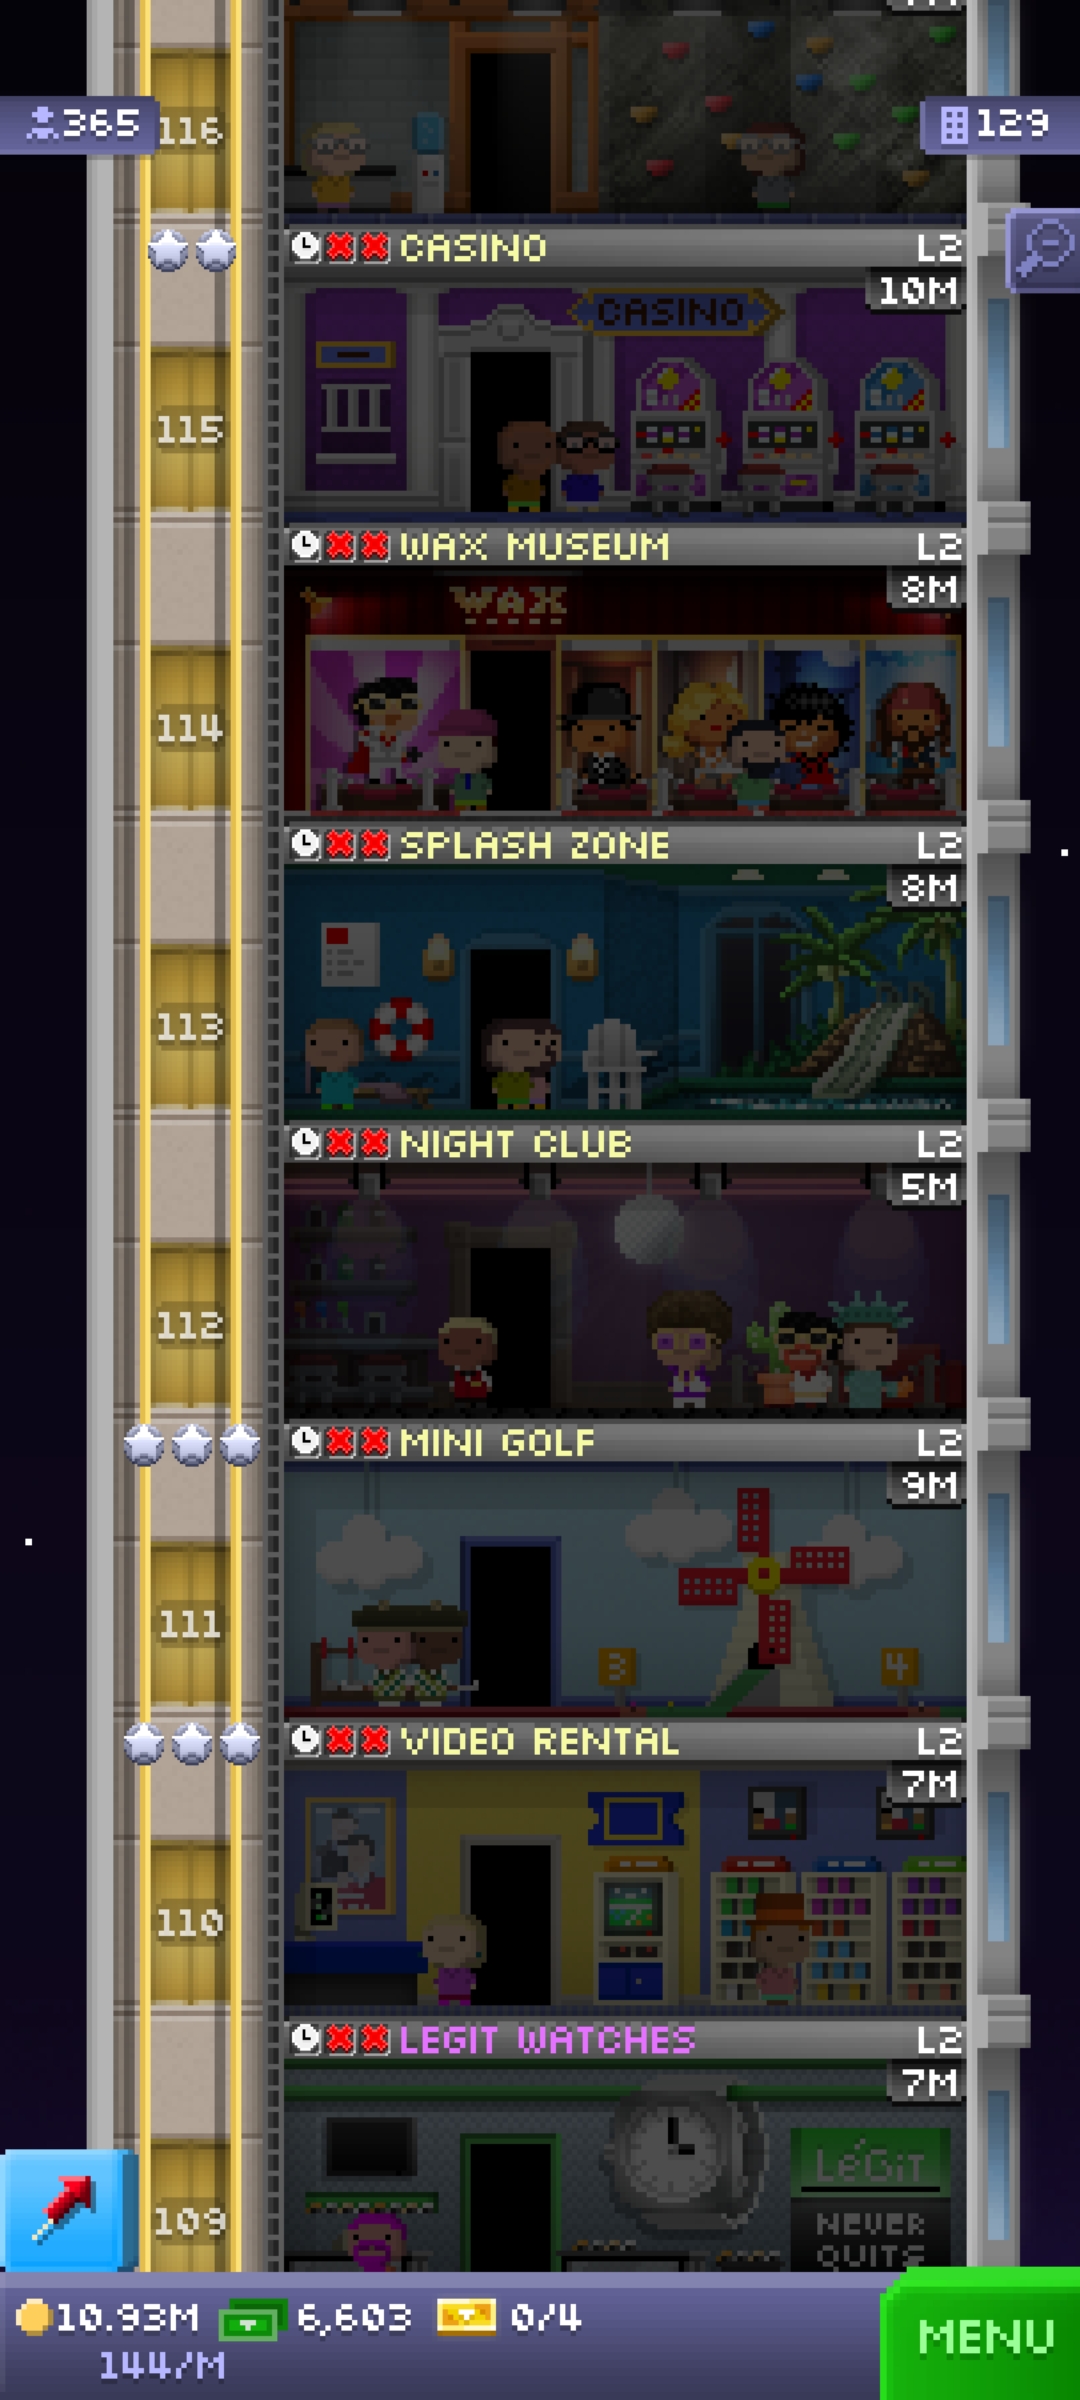 365
116
129
CASINO L2
10M
CASINO
115
WAX MUSEUM L2
8M
WAX
114
SPLASH ZONE L2
8M
113
NIGHT CLUB L2
5M
112
MINI GOLF L2
9M
111
3
4
VIDEO RENTAL L2
7M
110
LEGIT WATCHES L2
7M
LéGiT
109
NEVER
QUITS
10.93M 6,603 0/4
144/M
MENU